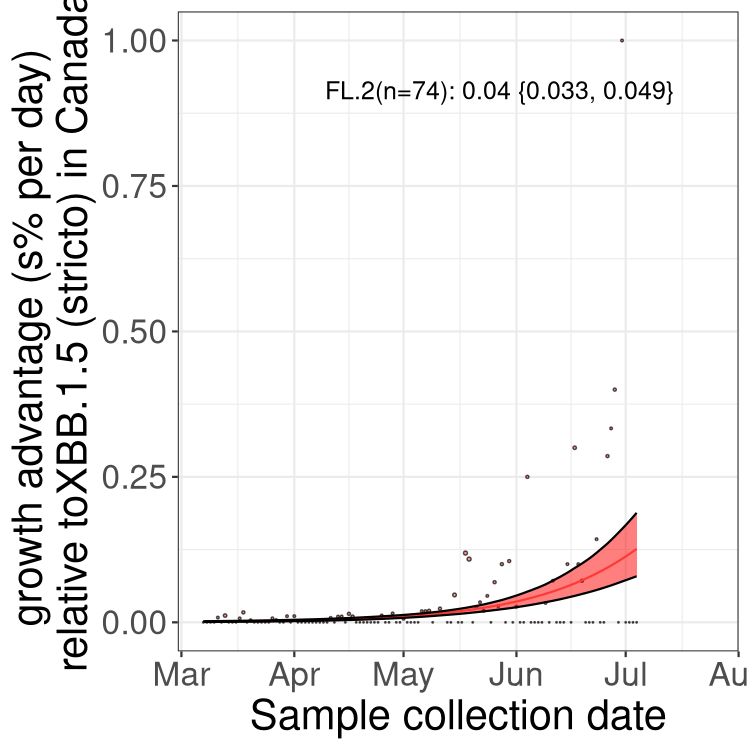 growth advantage (s% per day)
relative toXBB.1.5 (stricto) in Canada
1.00
0.75
0.50
0.25
0.00
FL.2(n=74): 0.04 {0.033, 0.049}
Mar Apr May Jun Jul Au
Sample collection date